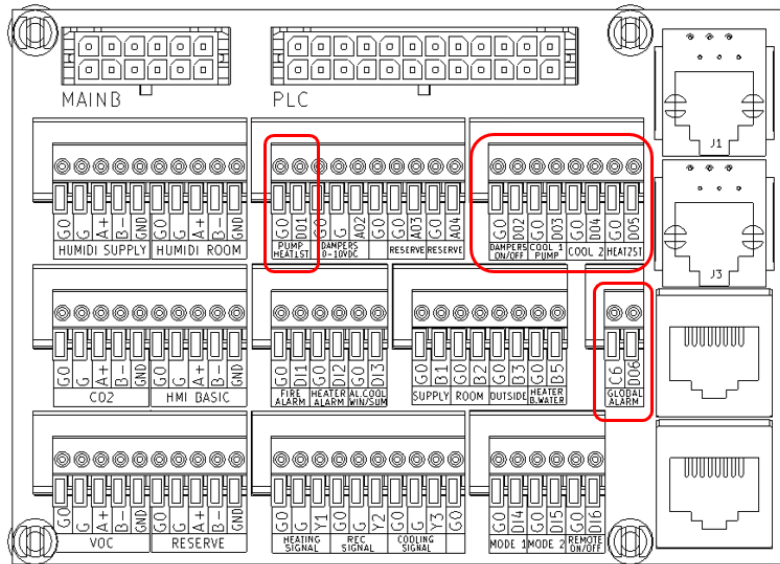 MAINB PLC
J1
G0 G A+ B- GND G0 G A+ B- GND G0 DO1 G0 G AO2 G0 G0 AO3 G0 AO4 G0 DO2 G0 DO3 G0 DO4 G0 DO5
HUMIDI SUPPLY HUMIDI ROOM PUMP HEAT1ST DAMPERS 0-10VDC RESERVE RESERVE DAMPERS ON/OFF COOL 1 PUMP COOL 2 HEAT2ST
J3
G0 G A+ B- GND G0 G A+ B- GND G0 DI1 G0 DI2 G0 DI3 G0 B1 G0 B2 G0 B3 G0 B5 C6 DO6
CO2 HMI BASIC FIRE ALARM HEATER ALARM AL.COOL WIN/SUM SUPPLY ROOM OUTSIDE HEATER B.WATER GLOBAL ALARM
G0 G A+ B- GND G0 G A+ B- GND G0 G Y1 G0 G Y2 G0 G Y3 G0 G0 DI4 G0 DI5 G0 DI6
VOC RESERVE HEATING SIGNAL REC SIGNAL COOLING SIGNAL MODE 1 MODE 2 REMOTE ON/OFF